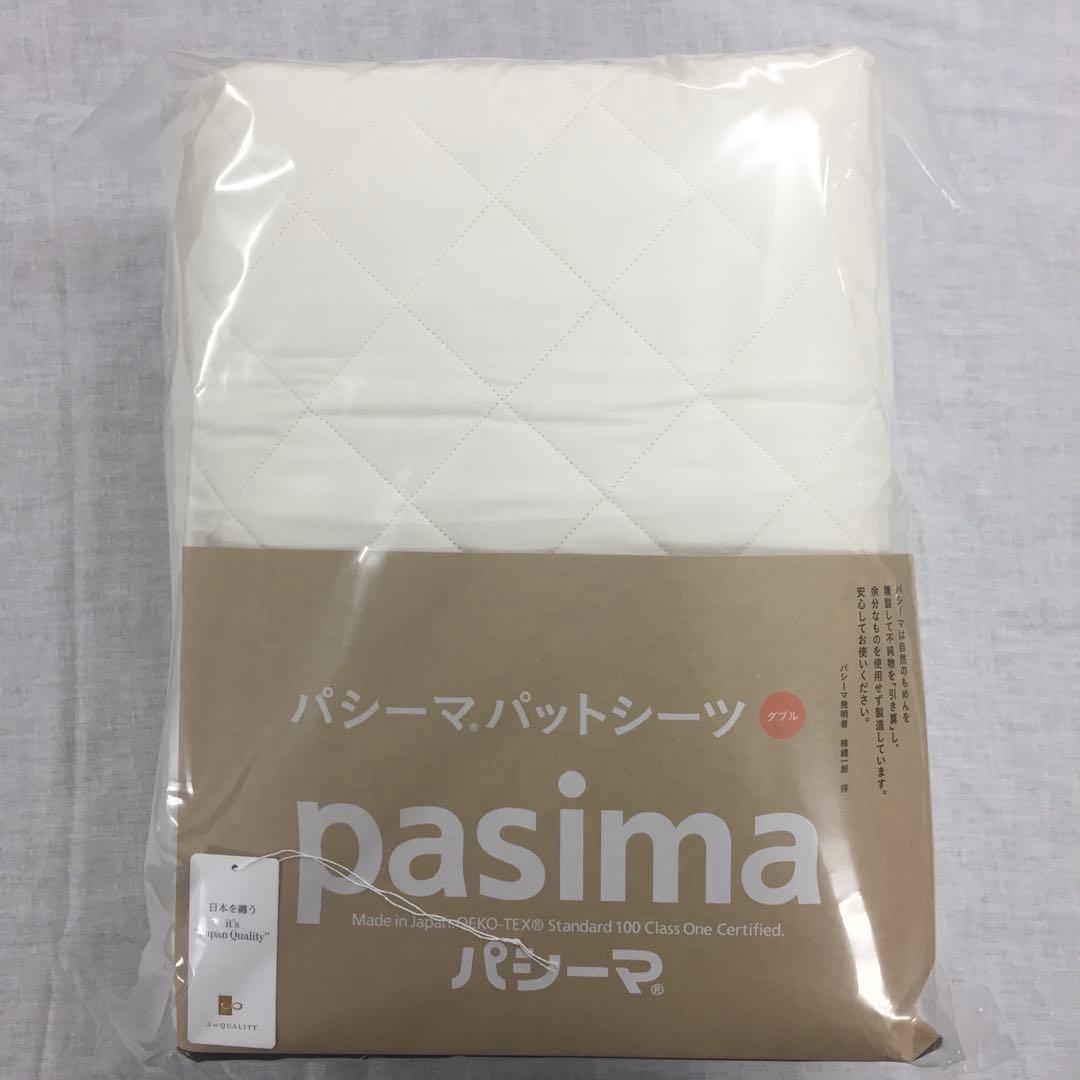 パシーマは自然のもめんを
精製して不純物を「引き算」し、
余分なものを使用せず製造しています。
安心してお使いください。
パシーマ発明者 梯禮一郎 拝
パシーマ®パットシーツ ダブル
pasima
Made in Japan. OEKO-TEX® Standard 100 Class One Certified.
パシーマ®
日本を纏う
it's
"Japan Quality"
J∞QUALITY